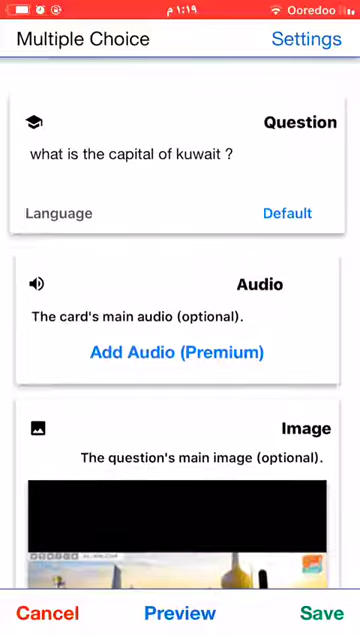 ١:١٩ م
Ooredoo
Multiple Choice
Settings
Question
what is the capital of kuwait ?
Language
Default
Audio
The card's main audio (optional).
Add Audio (Premium)
Image
The question's main image (optional).
Cancel
Preview
Save